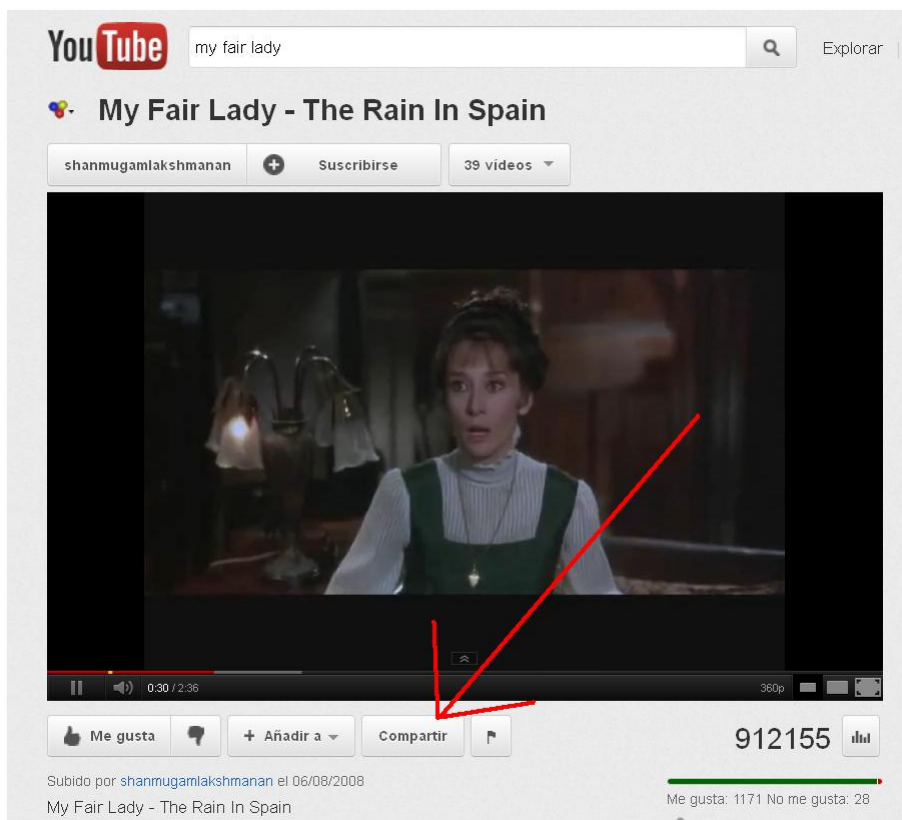 YouTube my fair lady Explorar
My Fair Lady - The Rain In Spain
shanmugamlakshmanan Suscribirse 39 vídeos
0:30 / 2:36 360p
Me gusta + Añadir a Compartir 912155
Subido por shanmugamlakshmanan el 06/08/2008
Me gusta: 1171 No me gusta: 28
My Fair Lady - The Rain In Spain